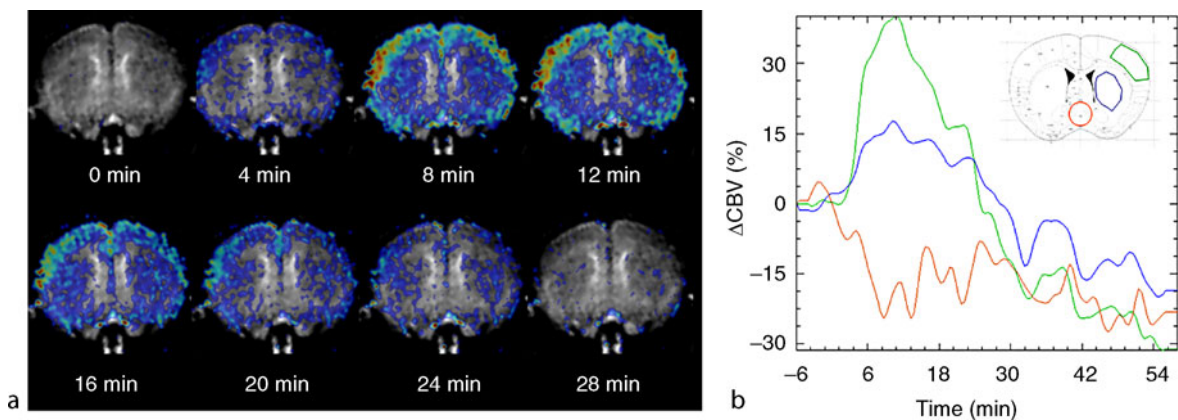 0 min
4 min
8 min
12 min
16 min
20 min
24 min
28 min
a
ΔCBV (%)
30
15
0
–15
–30
–6
6
18
30
42
54
Time (min)
b